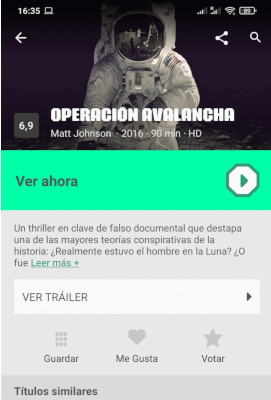 16:35
89
6,9
OPERACIÓN AVALANCHA
Matt Johnson · 2016 · 90 min · HD
Ver ahora
Un thriller en clave de falso documental que destapa
una de las mayores teorías conspirativas de la
historia: ¿Realmente estuvo el hombre en la Luna? ¿O
fue Leer más +
VER TRÁILER
Guardar Me Gusta Votar
Títulos similares